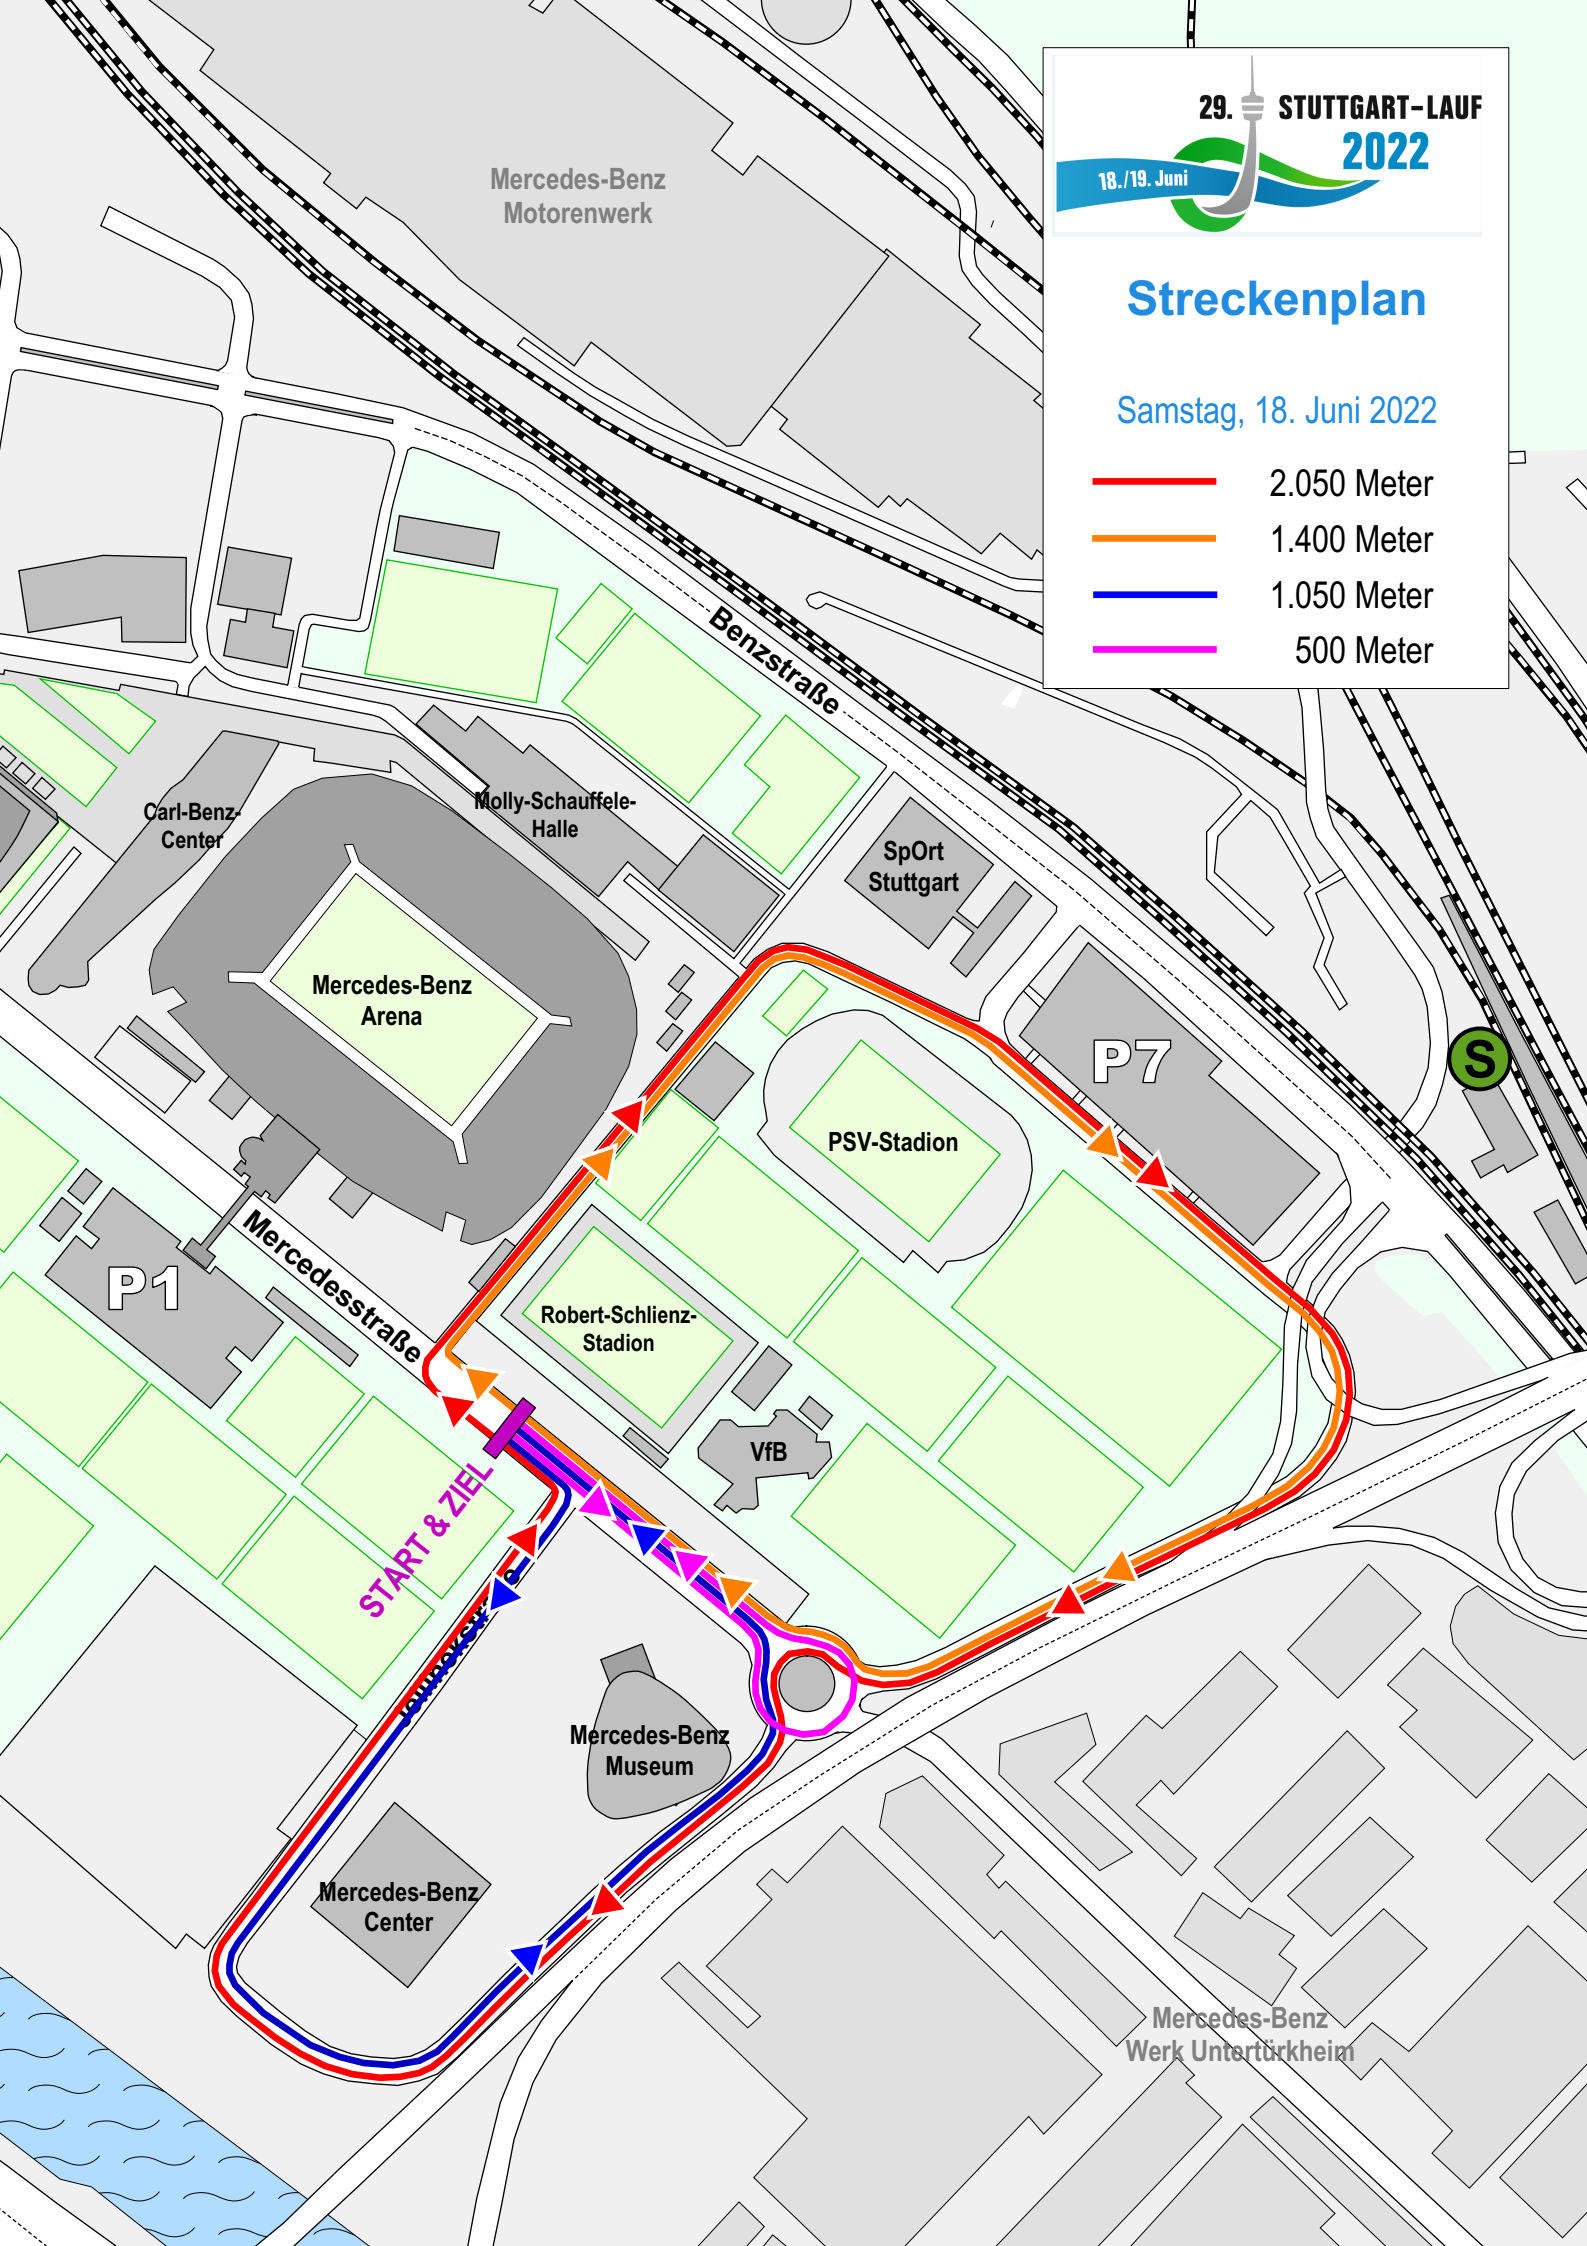 29. STUTTGART-LAUF
2022
18./19. Juni
Streckenplan
Samstag, 18. Juni 2022
2.050 Meter
1.400 Meter
1.050 Meter
500 Meter
Mercedes-Benz
Motorenwerk
Benzstraße
Carl-Benz-
Center
Molly-Schauffele-
Halle
SpOrt
Stuttgart
Mercedes-Benz
Arena
P7
S
PSV-Stadion
Mercedesstraße
P1
Robert-Schlienz-
Stadion
VfB
START & ZIEL
Mercedes-Benz
Museum
Mercedes-Benz
Center
Mercedes-Benz
Werk Untertürkheim